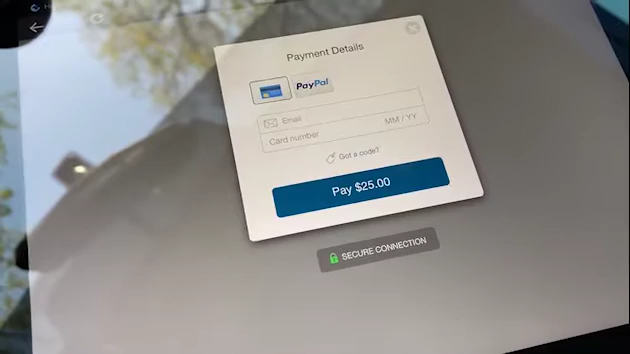 Payment Details
PayPal
Email
Card number MM / YY
Got a code?
Pay $25.00
SECURE CONNECTION